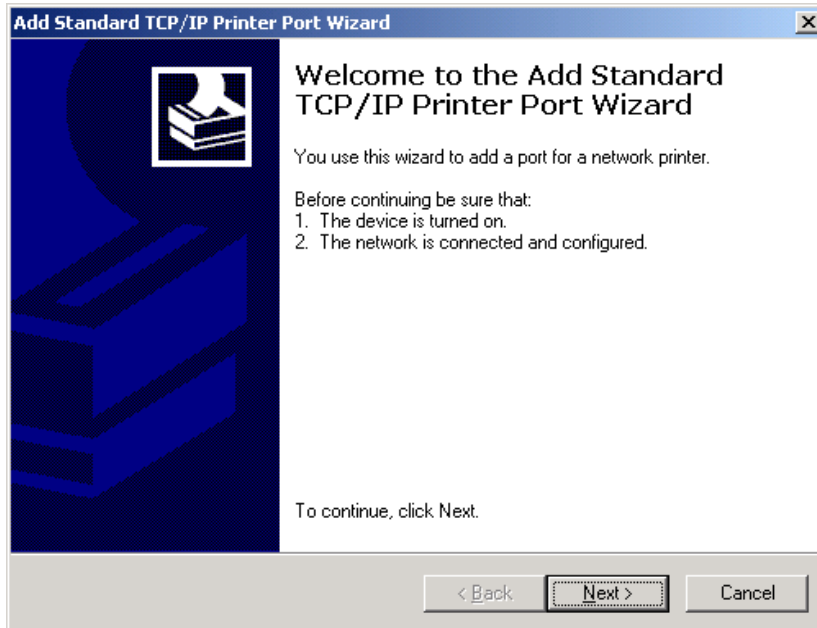 Add Standard TCP/IP Printer Port Wizard
Welcome to the Add Standard
TCP/IP Printer Port Wizard
You use this wizard to add a port for a network printer.
Before continuing be sure that:
1. The device is turned on.
2. The network is connected and configured.
To continue, click Next.
< Back
Next >
Cancel